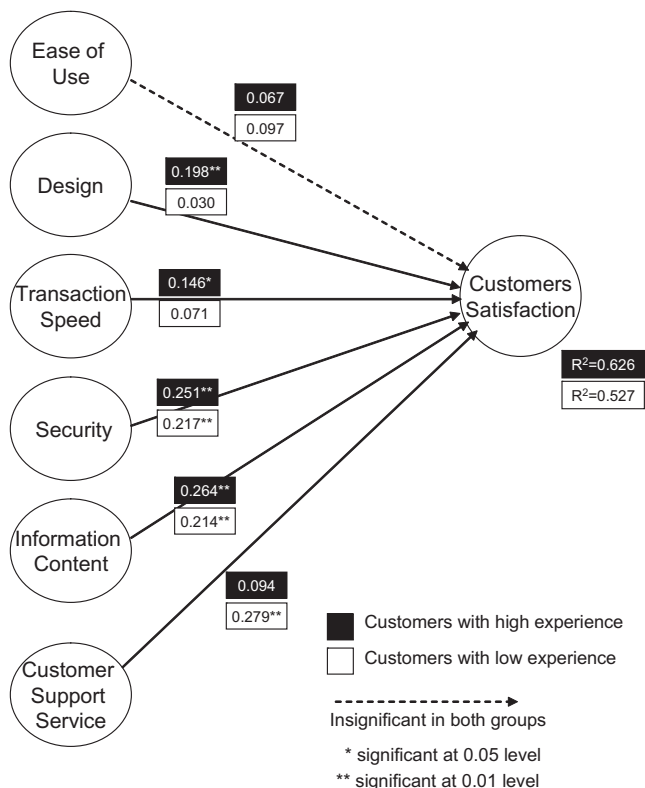 Ease of
Use
0.067
0.097
Design
0.198**
0.030
Transaction
Speed
0.146*
0.071
Customers
Satisfaction
R²=0.626
R²=0.527
Security
0.251**
0.217**
Information
Content
0.264**
0.214**
Customer
Support
Service
0.094
0.279**
Customers with high experience
Customers with low experience
Insignificant in both groups
* significant at 0.05 level
** significant at 0.01 level